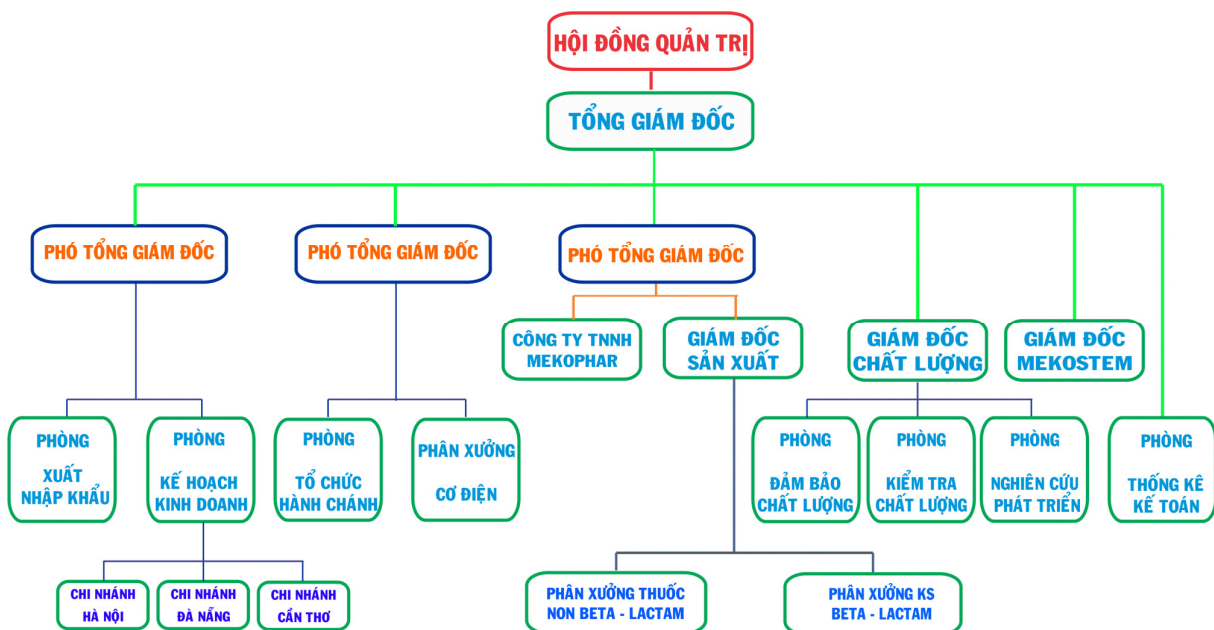 HỘI ĐỒNG QUẢN TRỊ
TỔNG GIÁM ĐỐC
PHÓ TỔNG GIÁM ĐỐC
PHÓ TỔNG GIÁM ĐỐC
PHÓ TỔNG GIÁM ĐỐC
CÔNG TY TNNH
MEKOPHAR
GIÁM ĐỐC
SẢN XUẤT
GIÁM ĐỐC
CHẤT LƯỢNG
GIÁM ĐỐC
MEKOSTEM
PHÒNG
XUẤT
NHẬP KHẨU
PHÒNG
KẾ HOẠCH
KINH DOANH
PHÒNG
TỔ CHỨC
HÀNH CHÁNH
PHÂN XƯỞNG
CƠ ĐIỆN
PHÒNG
ĐẢM BẢO
CHẤT LƯỢNG
PHÒNG
KIỂM TRA
CHẤT LƯỢNG
PHÒNG
NGHIÊN CỨU
PHÁT TRIỂN
PHÒNG
THỐNG KÊ
KẾ TOÁN
CHI NHÁNH
HÀ NỘI
CHI NHÁNH
ĐÀ NẴNG
CHI NHÁNH
CẦN THƠ
PHÂN XƯỞNG THUỐC
NON BETA - LACTAM
PHÂN XƯỞNG KS
BETA - LACTAM